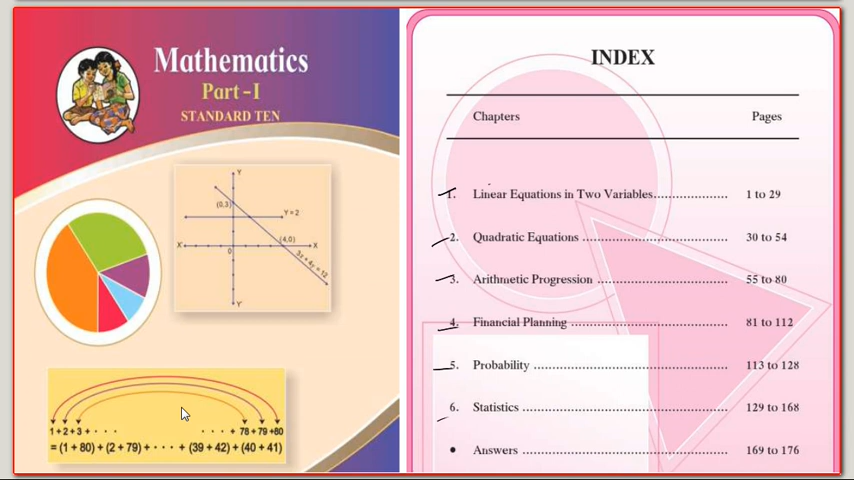 Mathematics
Part-I
STANDARD TEN
Y
(0,3)
Y=2
(4,0)
X'
X
0
3x + 4y = 12
Y'
1 + 2 + 3 + · · · · · · · + 78 + 79 +80
= (1 + 80) + (2 + 79) + · · · + (39 + 42) + (40 + 41)
INDEX
Chapters Pages
1. Linear Equations in Two Variables.................... 1 to 29
2. Quadratic Equations ........................................ 30 to 54
3. Arithmetic Progression .................................... 55 to 80
4. Financial Planning ........................................... 81 to 112
5. Probability ...................................................... 113 to 128
6. Statistics ........................................................ 129 to 168
• Answers .......................................................... 169 to 176